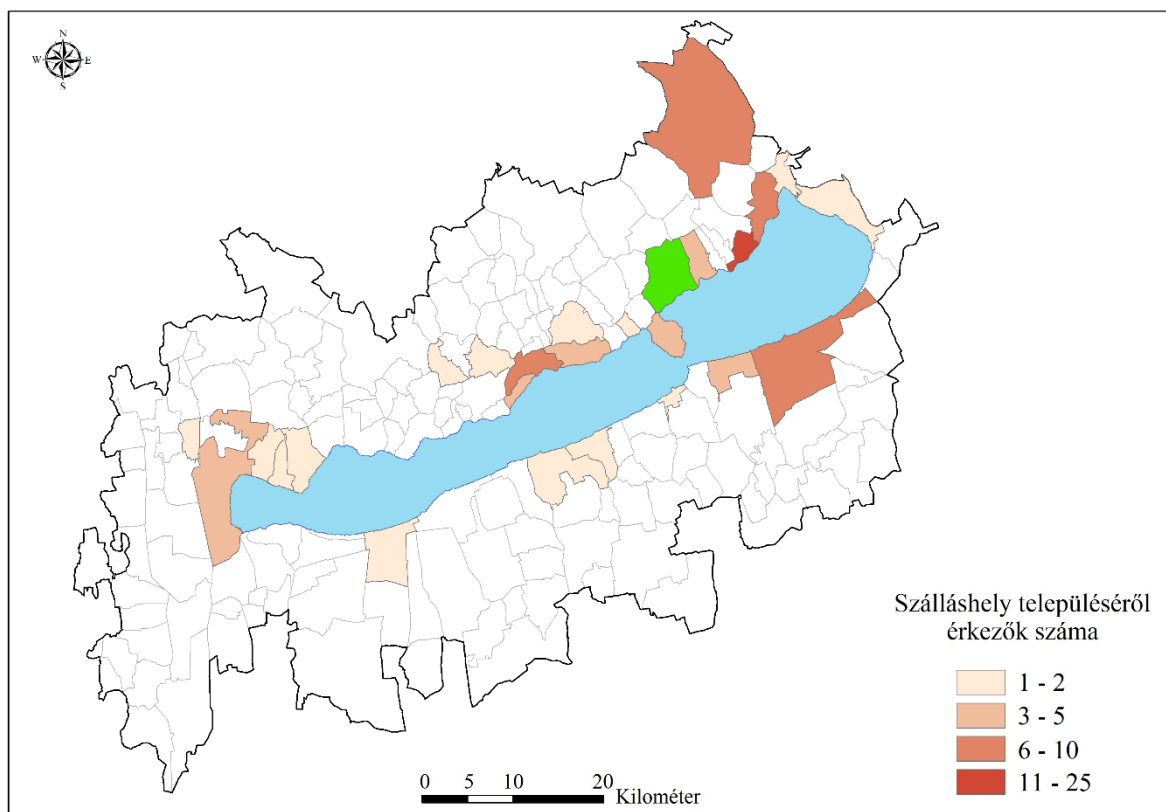 N
W E
S
Szálláshely településéről
érkezők száma
1 - 2
3 - 5
6 - 10
11 - 25
0 5 10 20
Kilométer